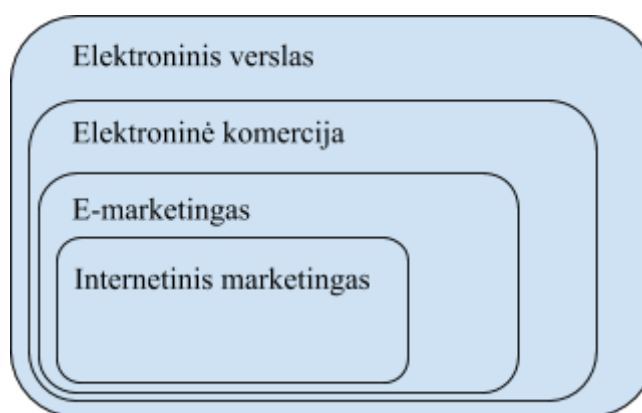 Elektroninis verslas
Elektroninė komercija
E-marketingas
Internetinis marketingas